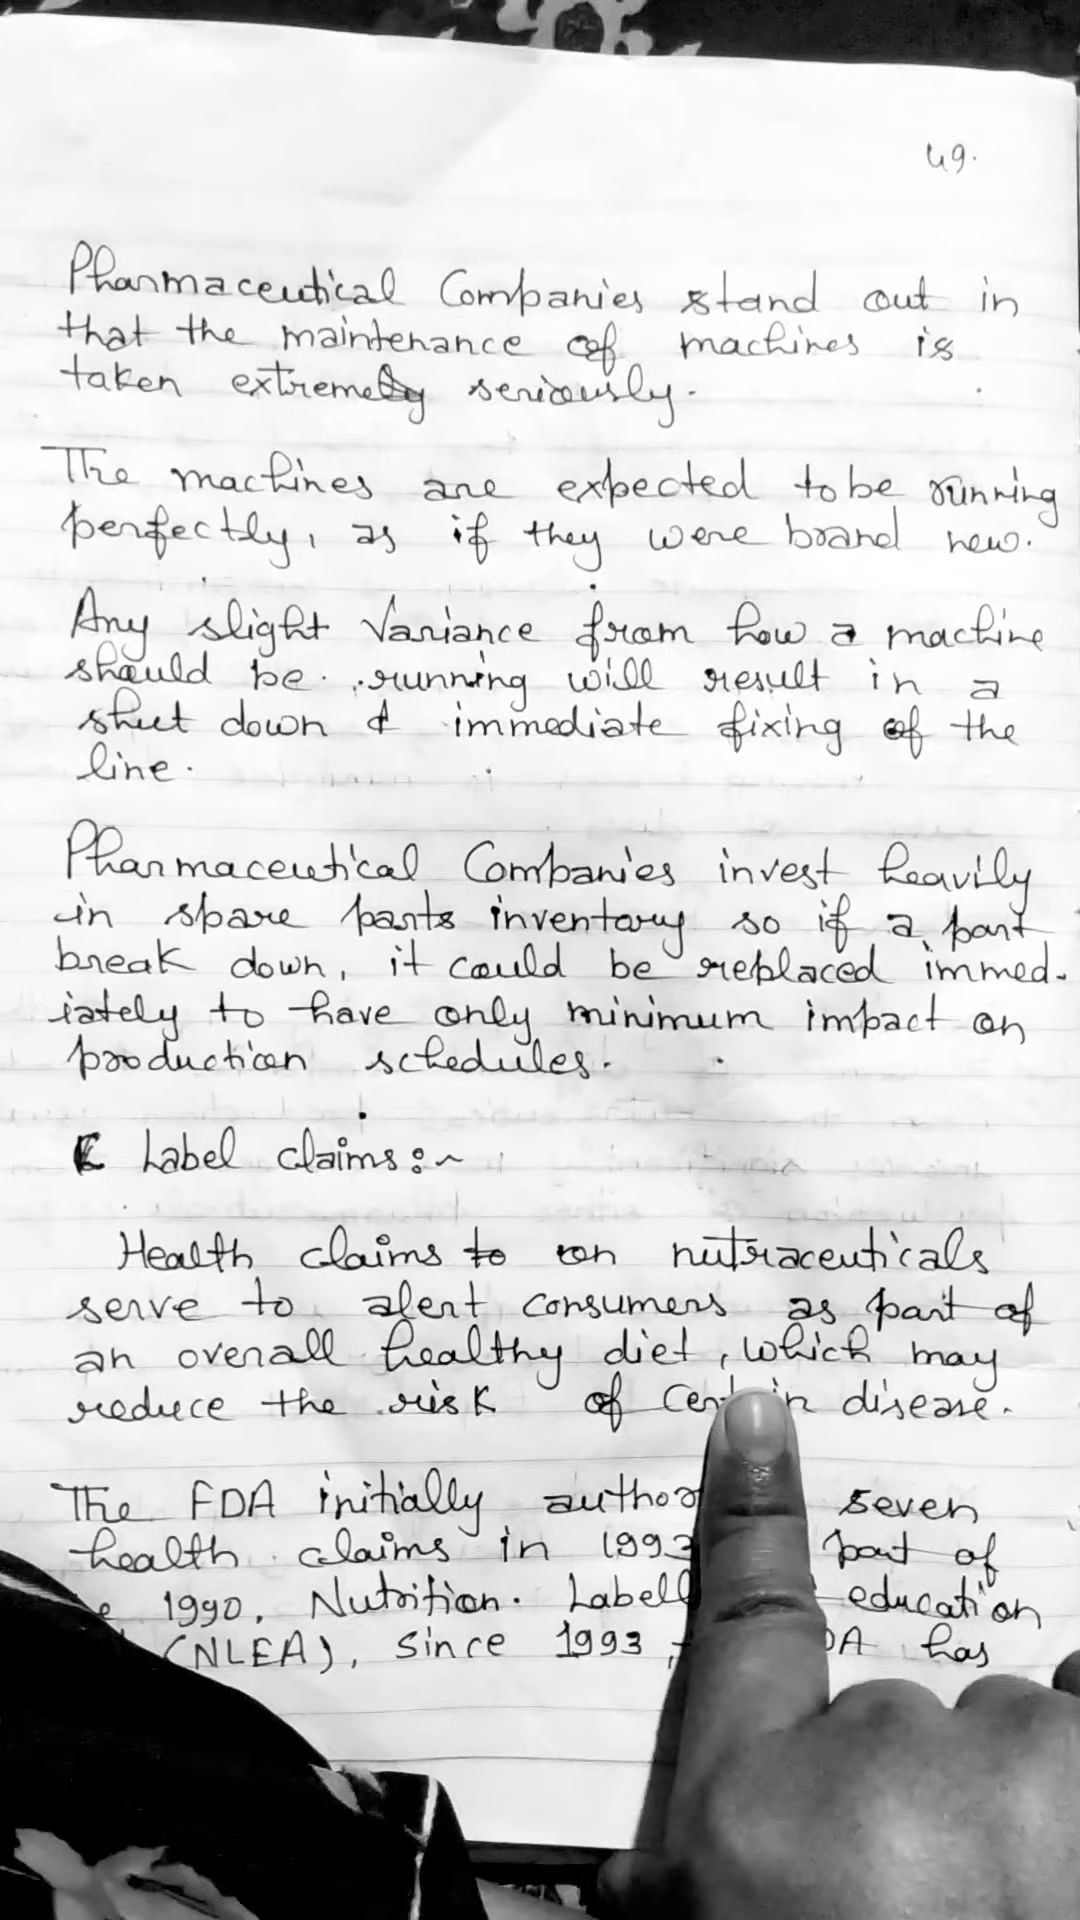 49.
Pharmaceutical Companies stand out in
that the maintenance of machines is
taken extremely seriously.
The machines are expected to be running
perfectly, as if they were brand new.
Any slight variance from how a machine
should be running will result in a
shut down & immediate fixing of the
line.
Pharmaceutical Companies invest heavily
in spare parts inventory so if a part
break down, it could be replaced immed-
iately to have only minimum impact on
production schedules.
Label claims:~
Health claims to on nutraceuticals
serve to alert consumers as part of
an overall healthy diet, which may
reduce the risk of disease.
The FDA initially seven
health claims in 1993 part of
1990. Nutrition. education
(NLEA), since 1993, has